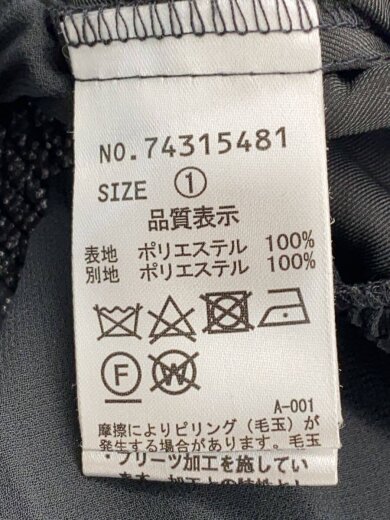 NO.74315481
SIZE ①
品質表示
表地 ポリエステル 100%
別地 ポリエステル 100%
F W
A-001
摩擦によりピリング(毛玉)が
発生する場合があります。毛玉
・プリーツ加工を施してい